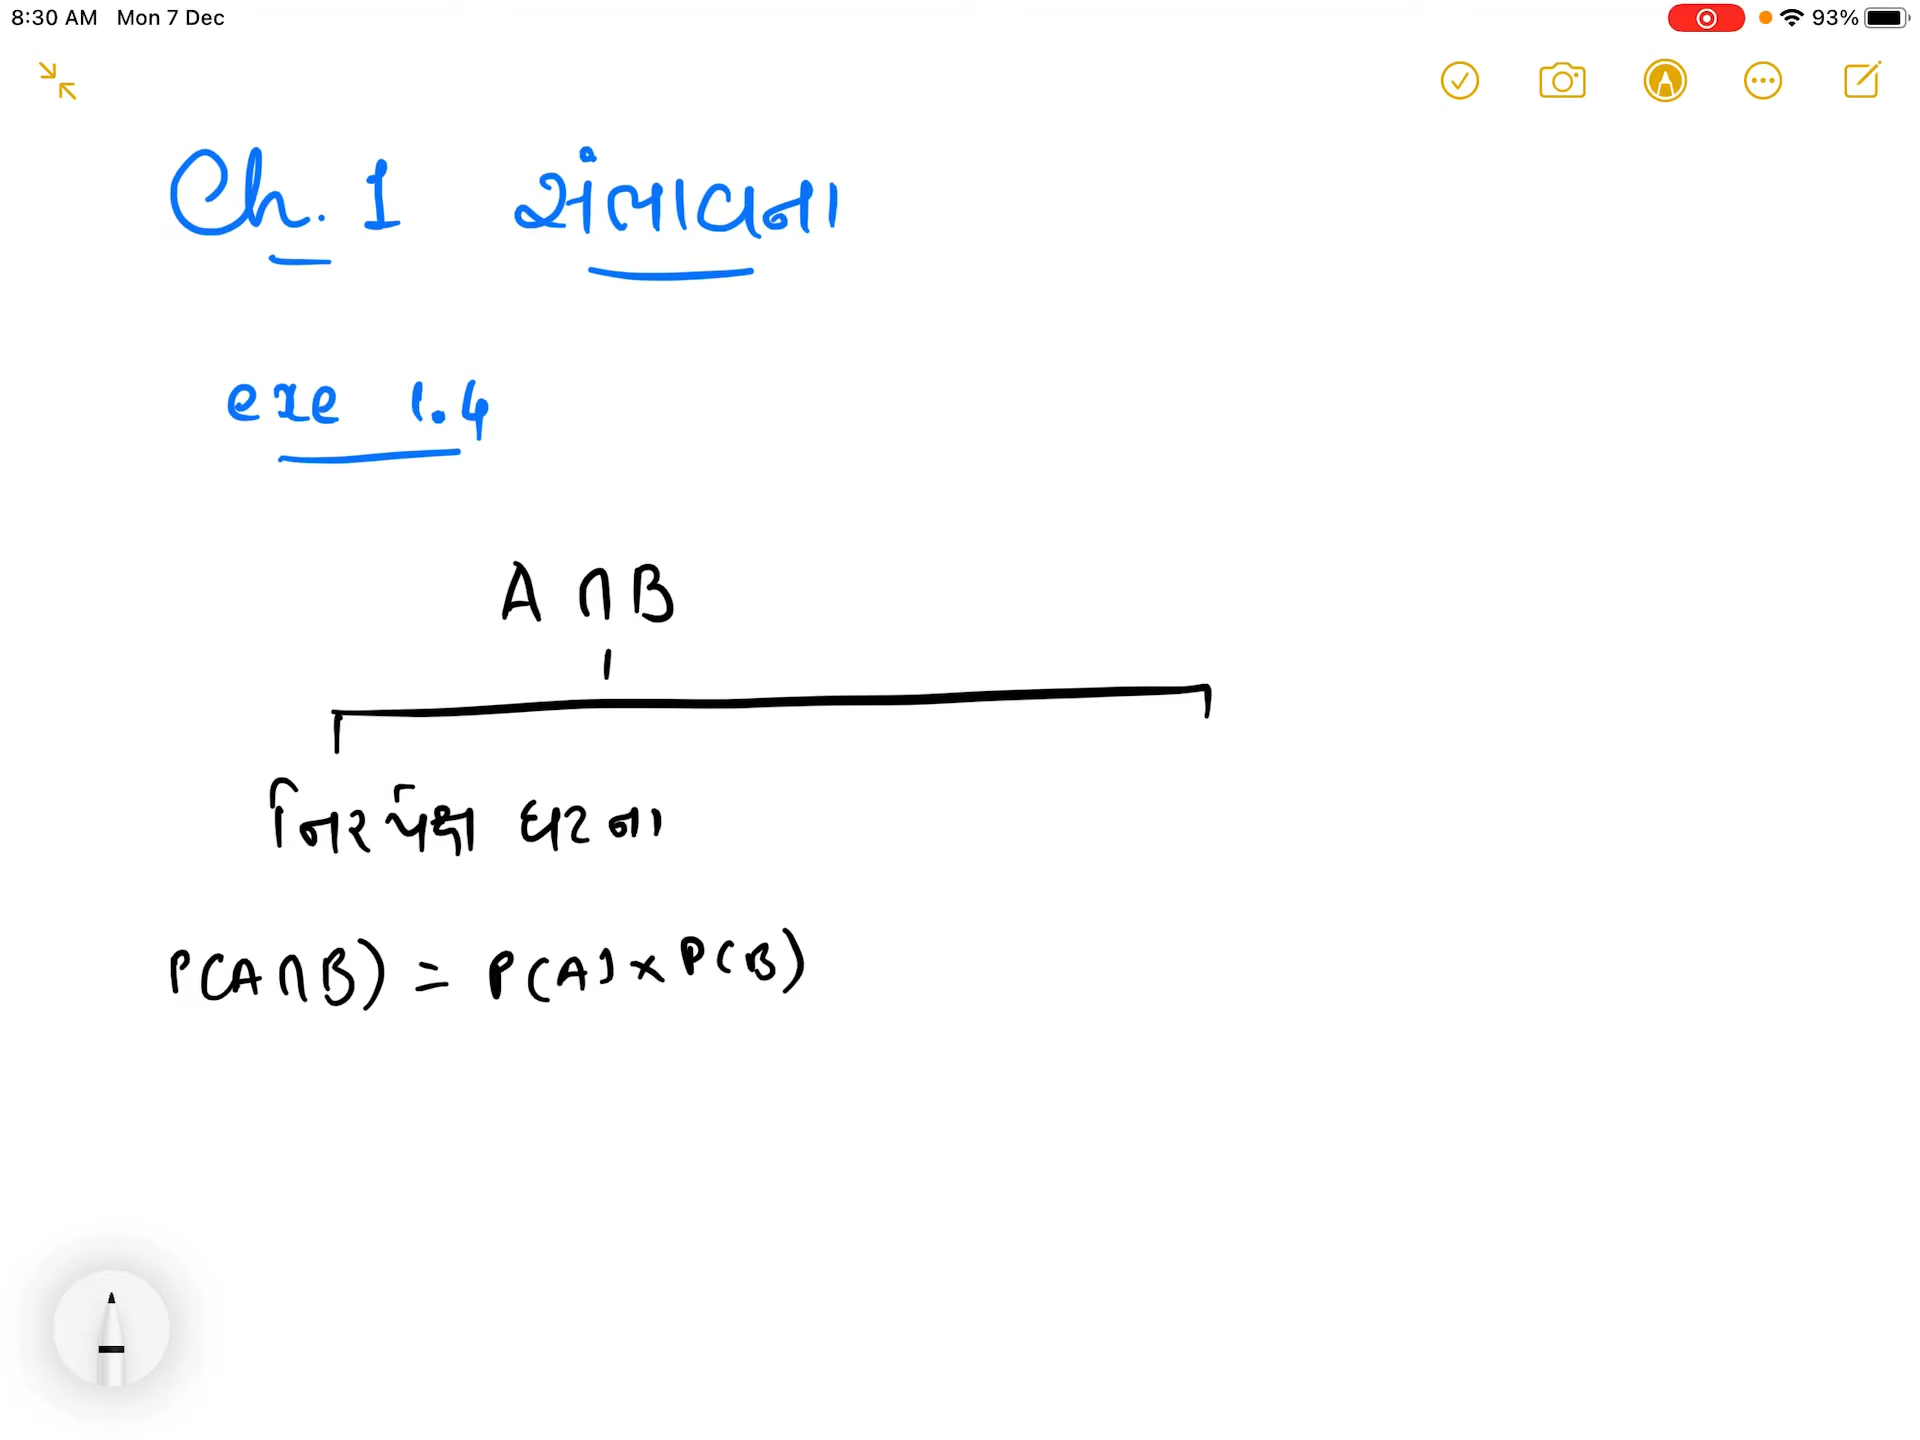 8:30 AM Mon 7 Dec 93%
Ch. 1 સંભાવના
exe 1.4
A ∩ B
નિરપેક્ષ ઘટના
P(A∩B) = P(A) × P(B)